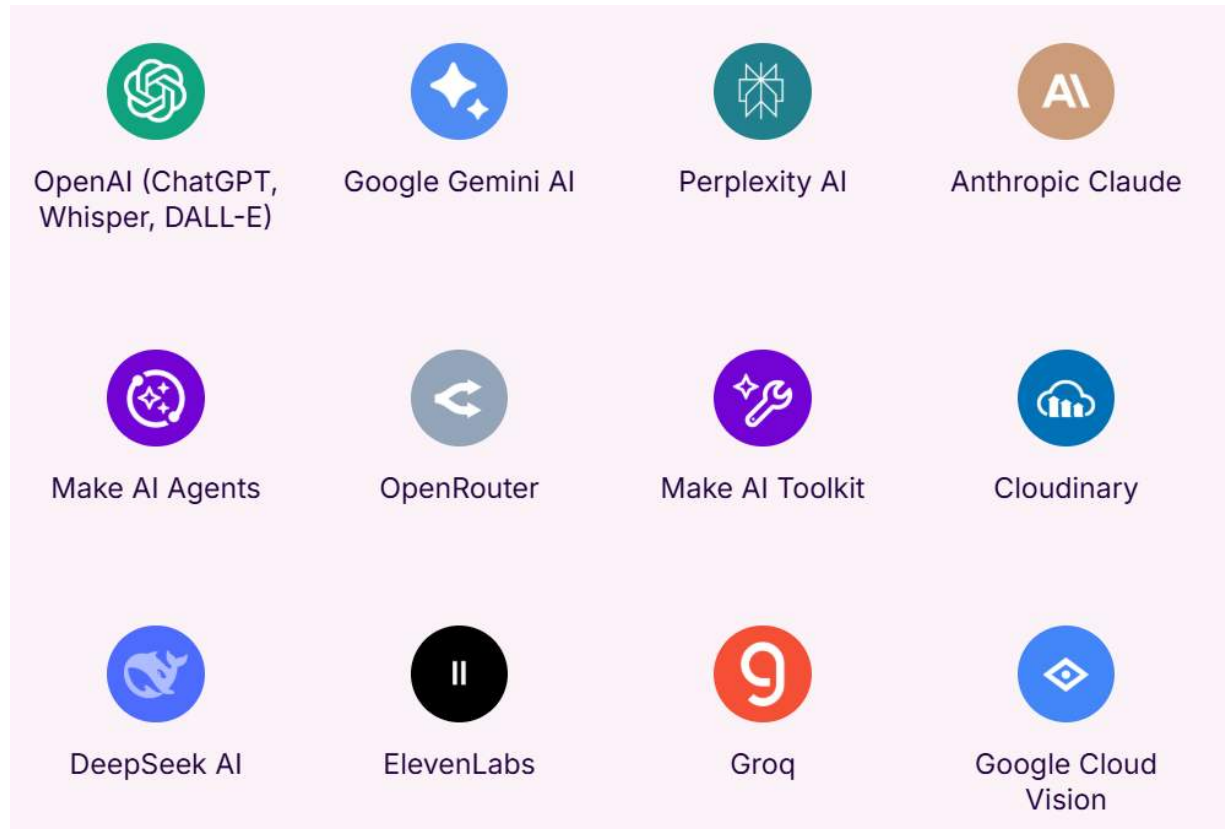 OpenAI (ChatGPT,
Whisper, DALL-E)
Google Gemini AI
Perplexity AI
Anthropic Claude
Make AI Agents
OpenRouter
Make AI Toolkit
Cloudinary
DeepSeek AI
ElevenLabs
Groq
Google Cloud
Vision